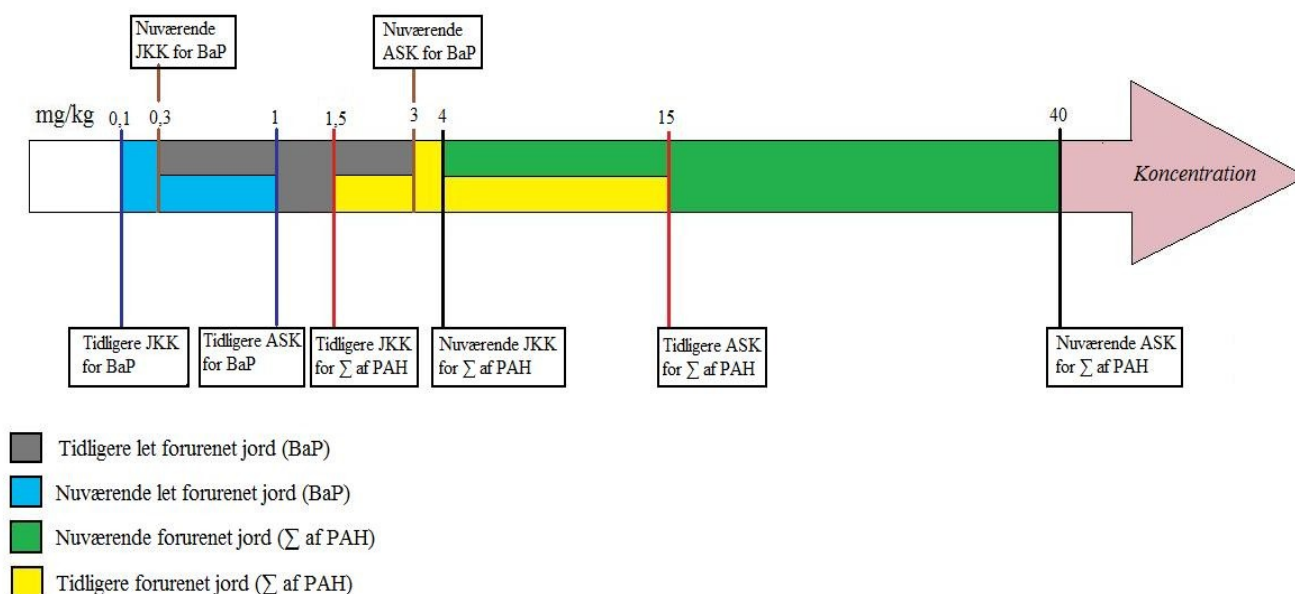 Nuværende
JKK for BaP
Nuværende
ASK for BaP
mg/kg 0,1 0,3 1 1,5 3 4 15 40
Koncentration
Tidligere JKK
for BaP
Tidligere ASK
for BaP
Tidligere JKK
for ∑ af PAH
Nuværende JKK
for ∑ af PAH
Tidligere ASK
for ∑ af PAH
Nuværende ASK
for ∑ af PAH
Tidligere let forurenet jord (BaP)
Nuværende let forurenet jord (BaP)
Nuværende forurenet jord (∑ af PAH)
Tidligere forurenet jord (∑ af PAH)